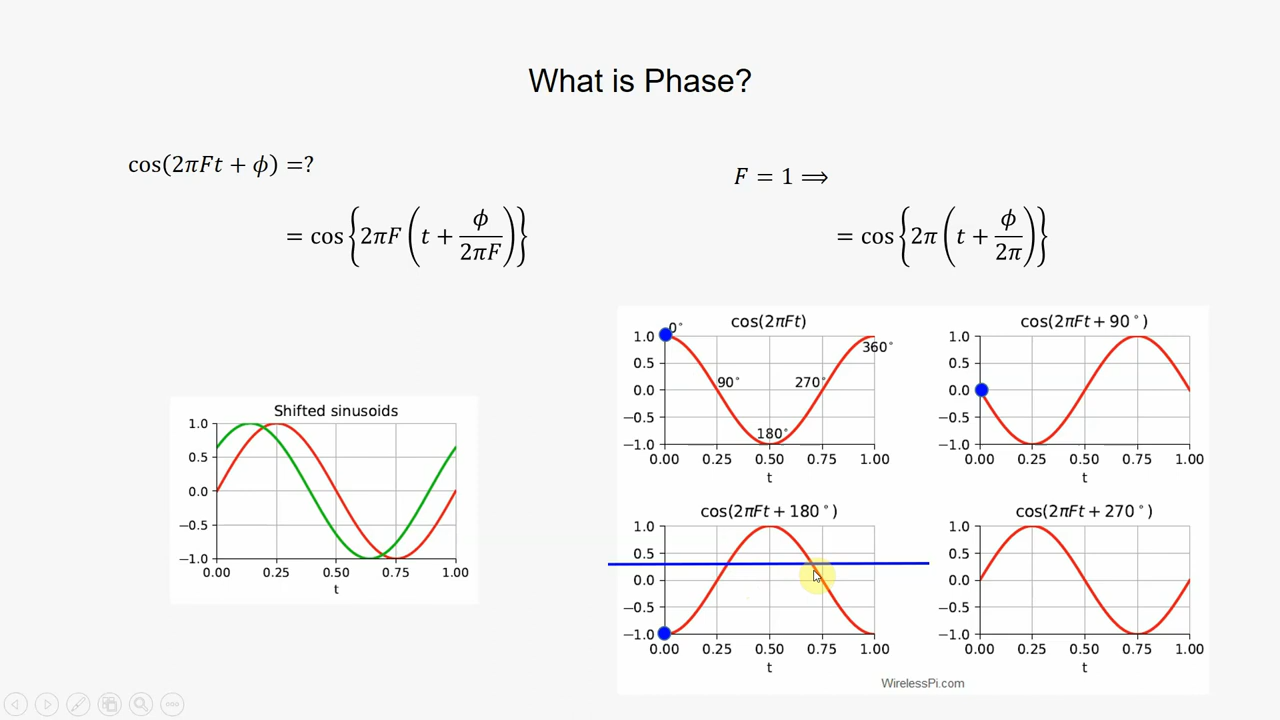 What is Phase?
cos(2πFt + ϕ) =?
= cos{2πF(t + ϕ/2πF)}
F = 1 ⟹
= cos{2π(t + ϕ/2π)}
Shifted sinusoids
1.0
0.5
0.0
−0.5
−1.0
0.00 0.25 0.50 0.75 1.00
t
cos(2πFt)
0°
90°
180°
270°
360°
1.0
0.5
0.0
−0.5
−1.0
0.00 0.25 0.50 0.75 1.00
t
cos(2πFt + 90°)
1.0
0.5
0.0
−0.5
−1.0
0.00 0.25 0.50 0.75 1.00
t
cos(2πFt + 180°)
1.0
0.5
0.0
−0.5
−1.0
0.00 0.25 0.50 0.75 1.00
t
cos(2πFt + 270°)
1.0
0.5
0.0
−0.5
−1.0
0.00 0.25 0.50 0.75 1.00
t
WirelessPi.com